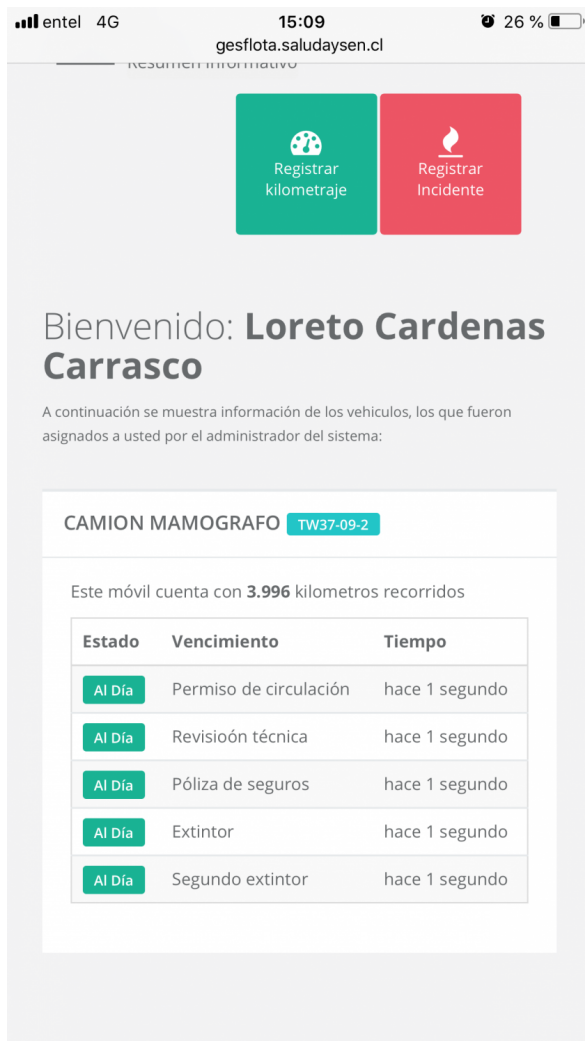 entel 4G 15:09 26 %
gesflota.saludaysen.cl
Resumen informativo
Registrar
kilometraje
Registrar
Incidente
Bienvenido: Loreto Cardenas
Carrasco
A continuación se muestra información de los vehiculos, los que fueron
asignados a usted por el administrador del sistema:
CAMION MAMOGRAFO TW37-09-2
Este móvil cuenta con 3.996 kilometros recorridos
Estado Vencimiento Tiempo
Al Día Permiso de circulación hace 1 segundo
Al Día Revisioón técnica hace 1 segundo
Al Día Póliza de seguros hace 1 segundo
Al Día Extintor hace 1 segundo
Al Día Segundo extintor hace 1 segundo